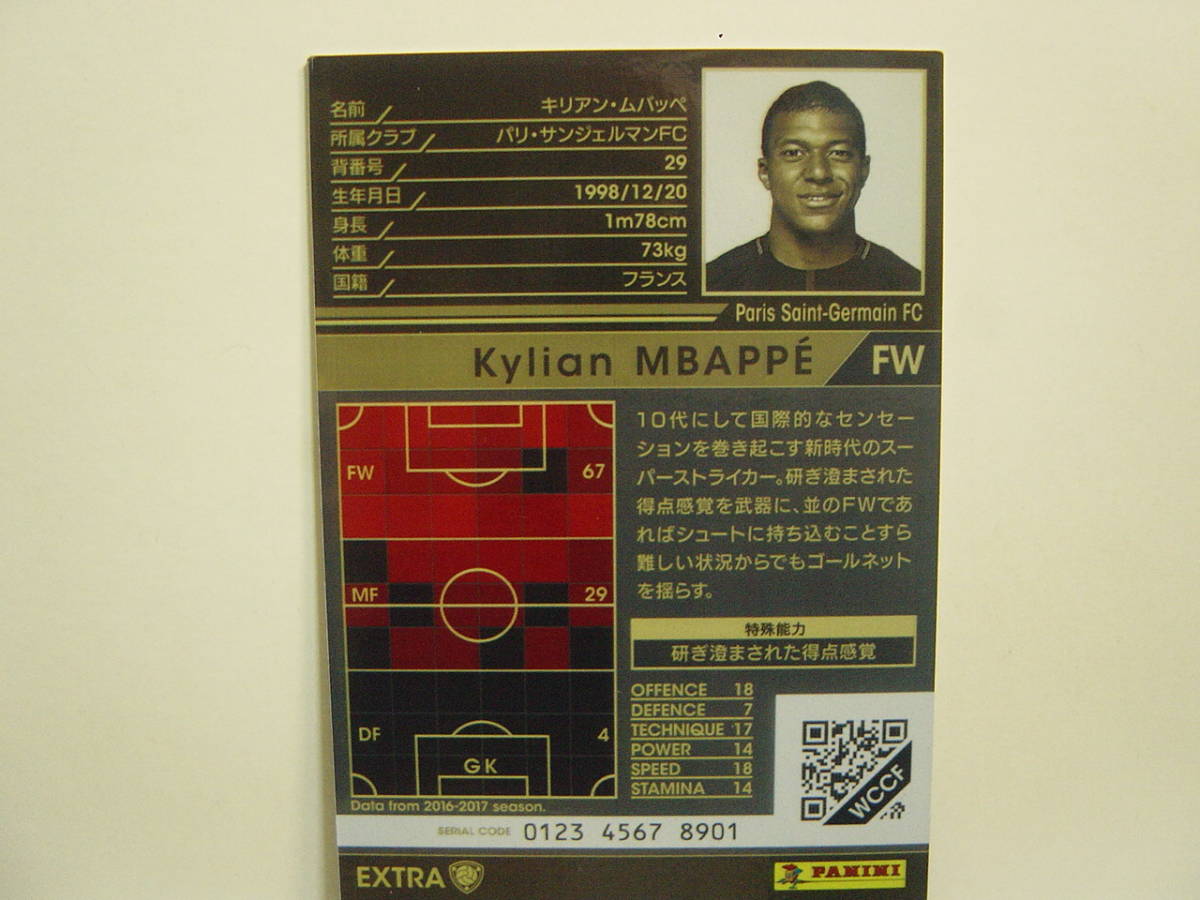 名前 キリアン・ムバッペ
所属クラブ パリ・サンジェルマンFC
背番号 29
生年月日 1998/12/20
身長 1m78cm
体重 73kg
国籍 フランス
Paris Saint-Germain FC
Kylian MBAPPÉ FW
FW 67
MF 29
DF 4
GK
Data from 2016-2017 season.
10代にして国際的なセンセー
ションを巻き起こす新時代のスー
パーストライカー。研ぎ澄まされた
得点感覚を武器に、並のFWであ
ればシュートに持ち込むことすら
難しい状況からでもゴールネット
を揺らす。
特殊能力
研ぎ澄まされた得点感覚
OFFENCE 18
DEFENCE 7
TECHNIQUE 17
POWER 14
SPEED 18
STAMINA 14
WCCF
SERIAL CODE 0123 4567 8901
EXTRA
PANINI